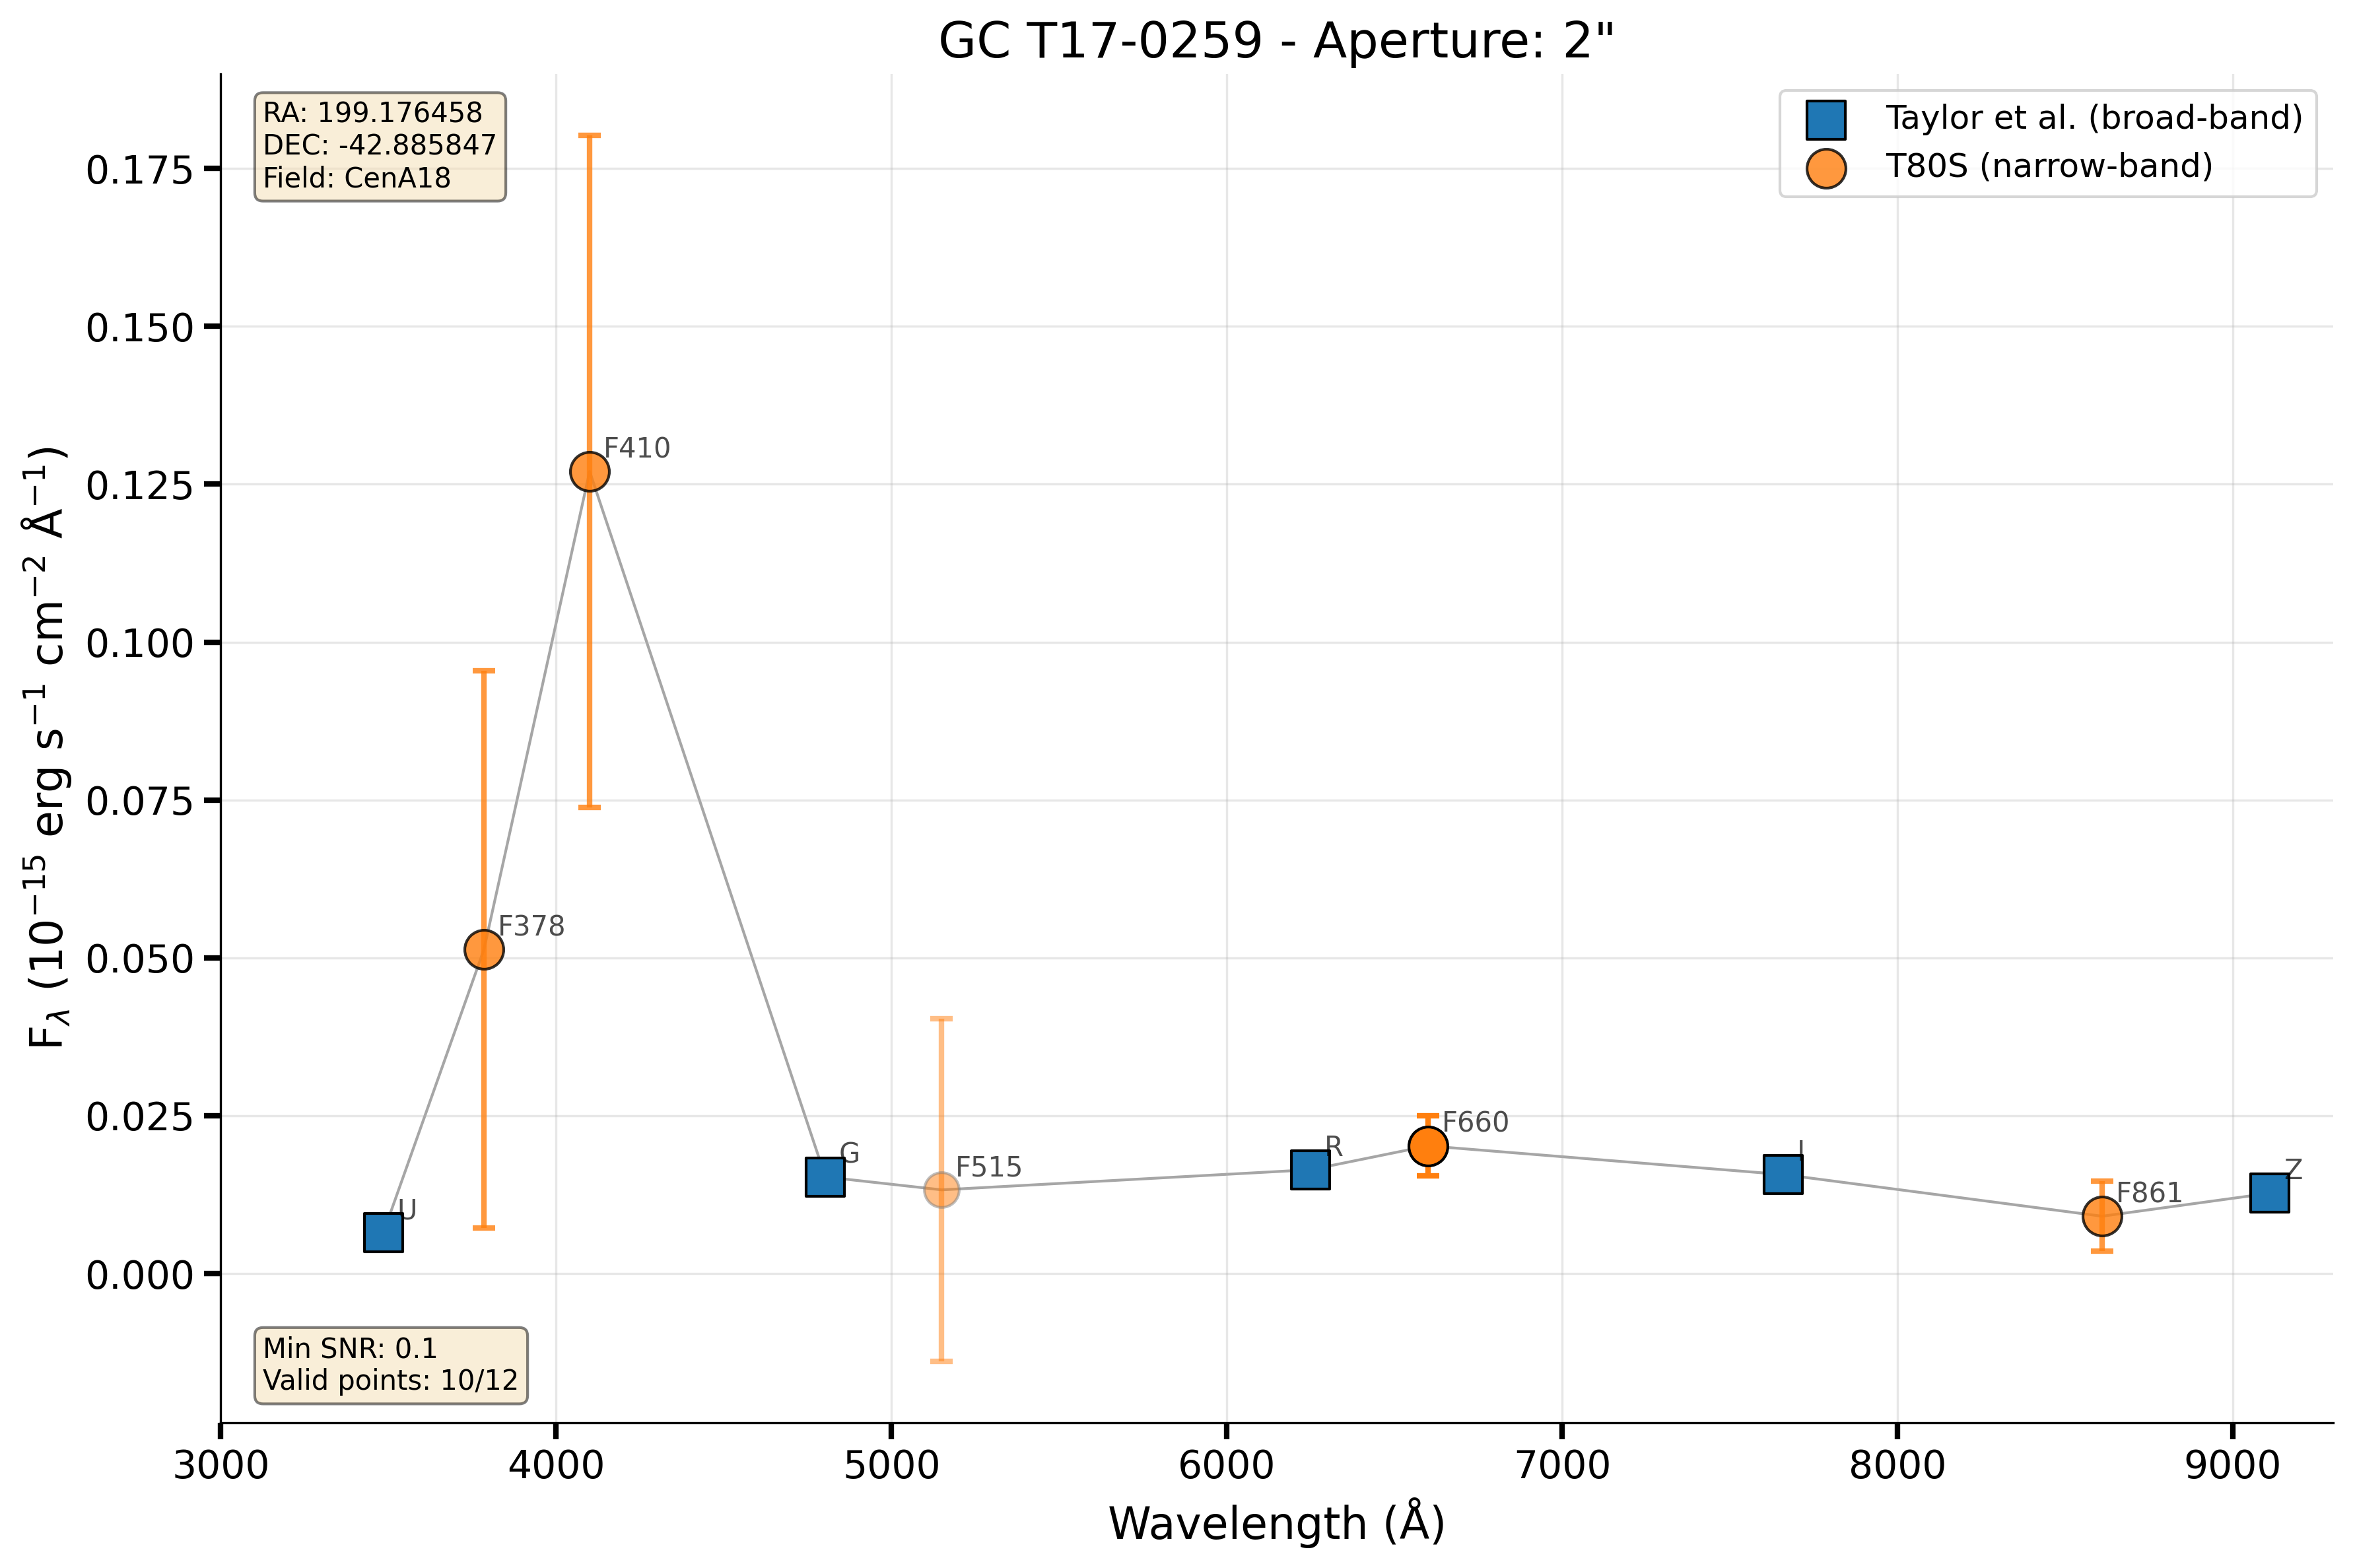 GC T17-0259 - Aperture: 2"
RA: 199.176458
DEC: -42.885847
Field: CenA18
Taylor et al. (broad-band)
T80S (narrow-band)
0.175
0.150
0.125
0.100
0.075
0.050
0.025
0.000
F$_{\lambda}$ (10$^{-15}$ erg s$^{-1}$ cm$^{-2}$ Å$^{-1}$)
F410
F378
U
G
F515
R
F660
I
F861
Z
Min SNR: 0.1
Valid points: 10/12
3000 4000 5000 6000 7000 8000 9000
Wavelength (Å)